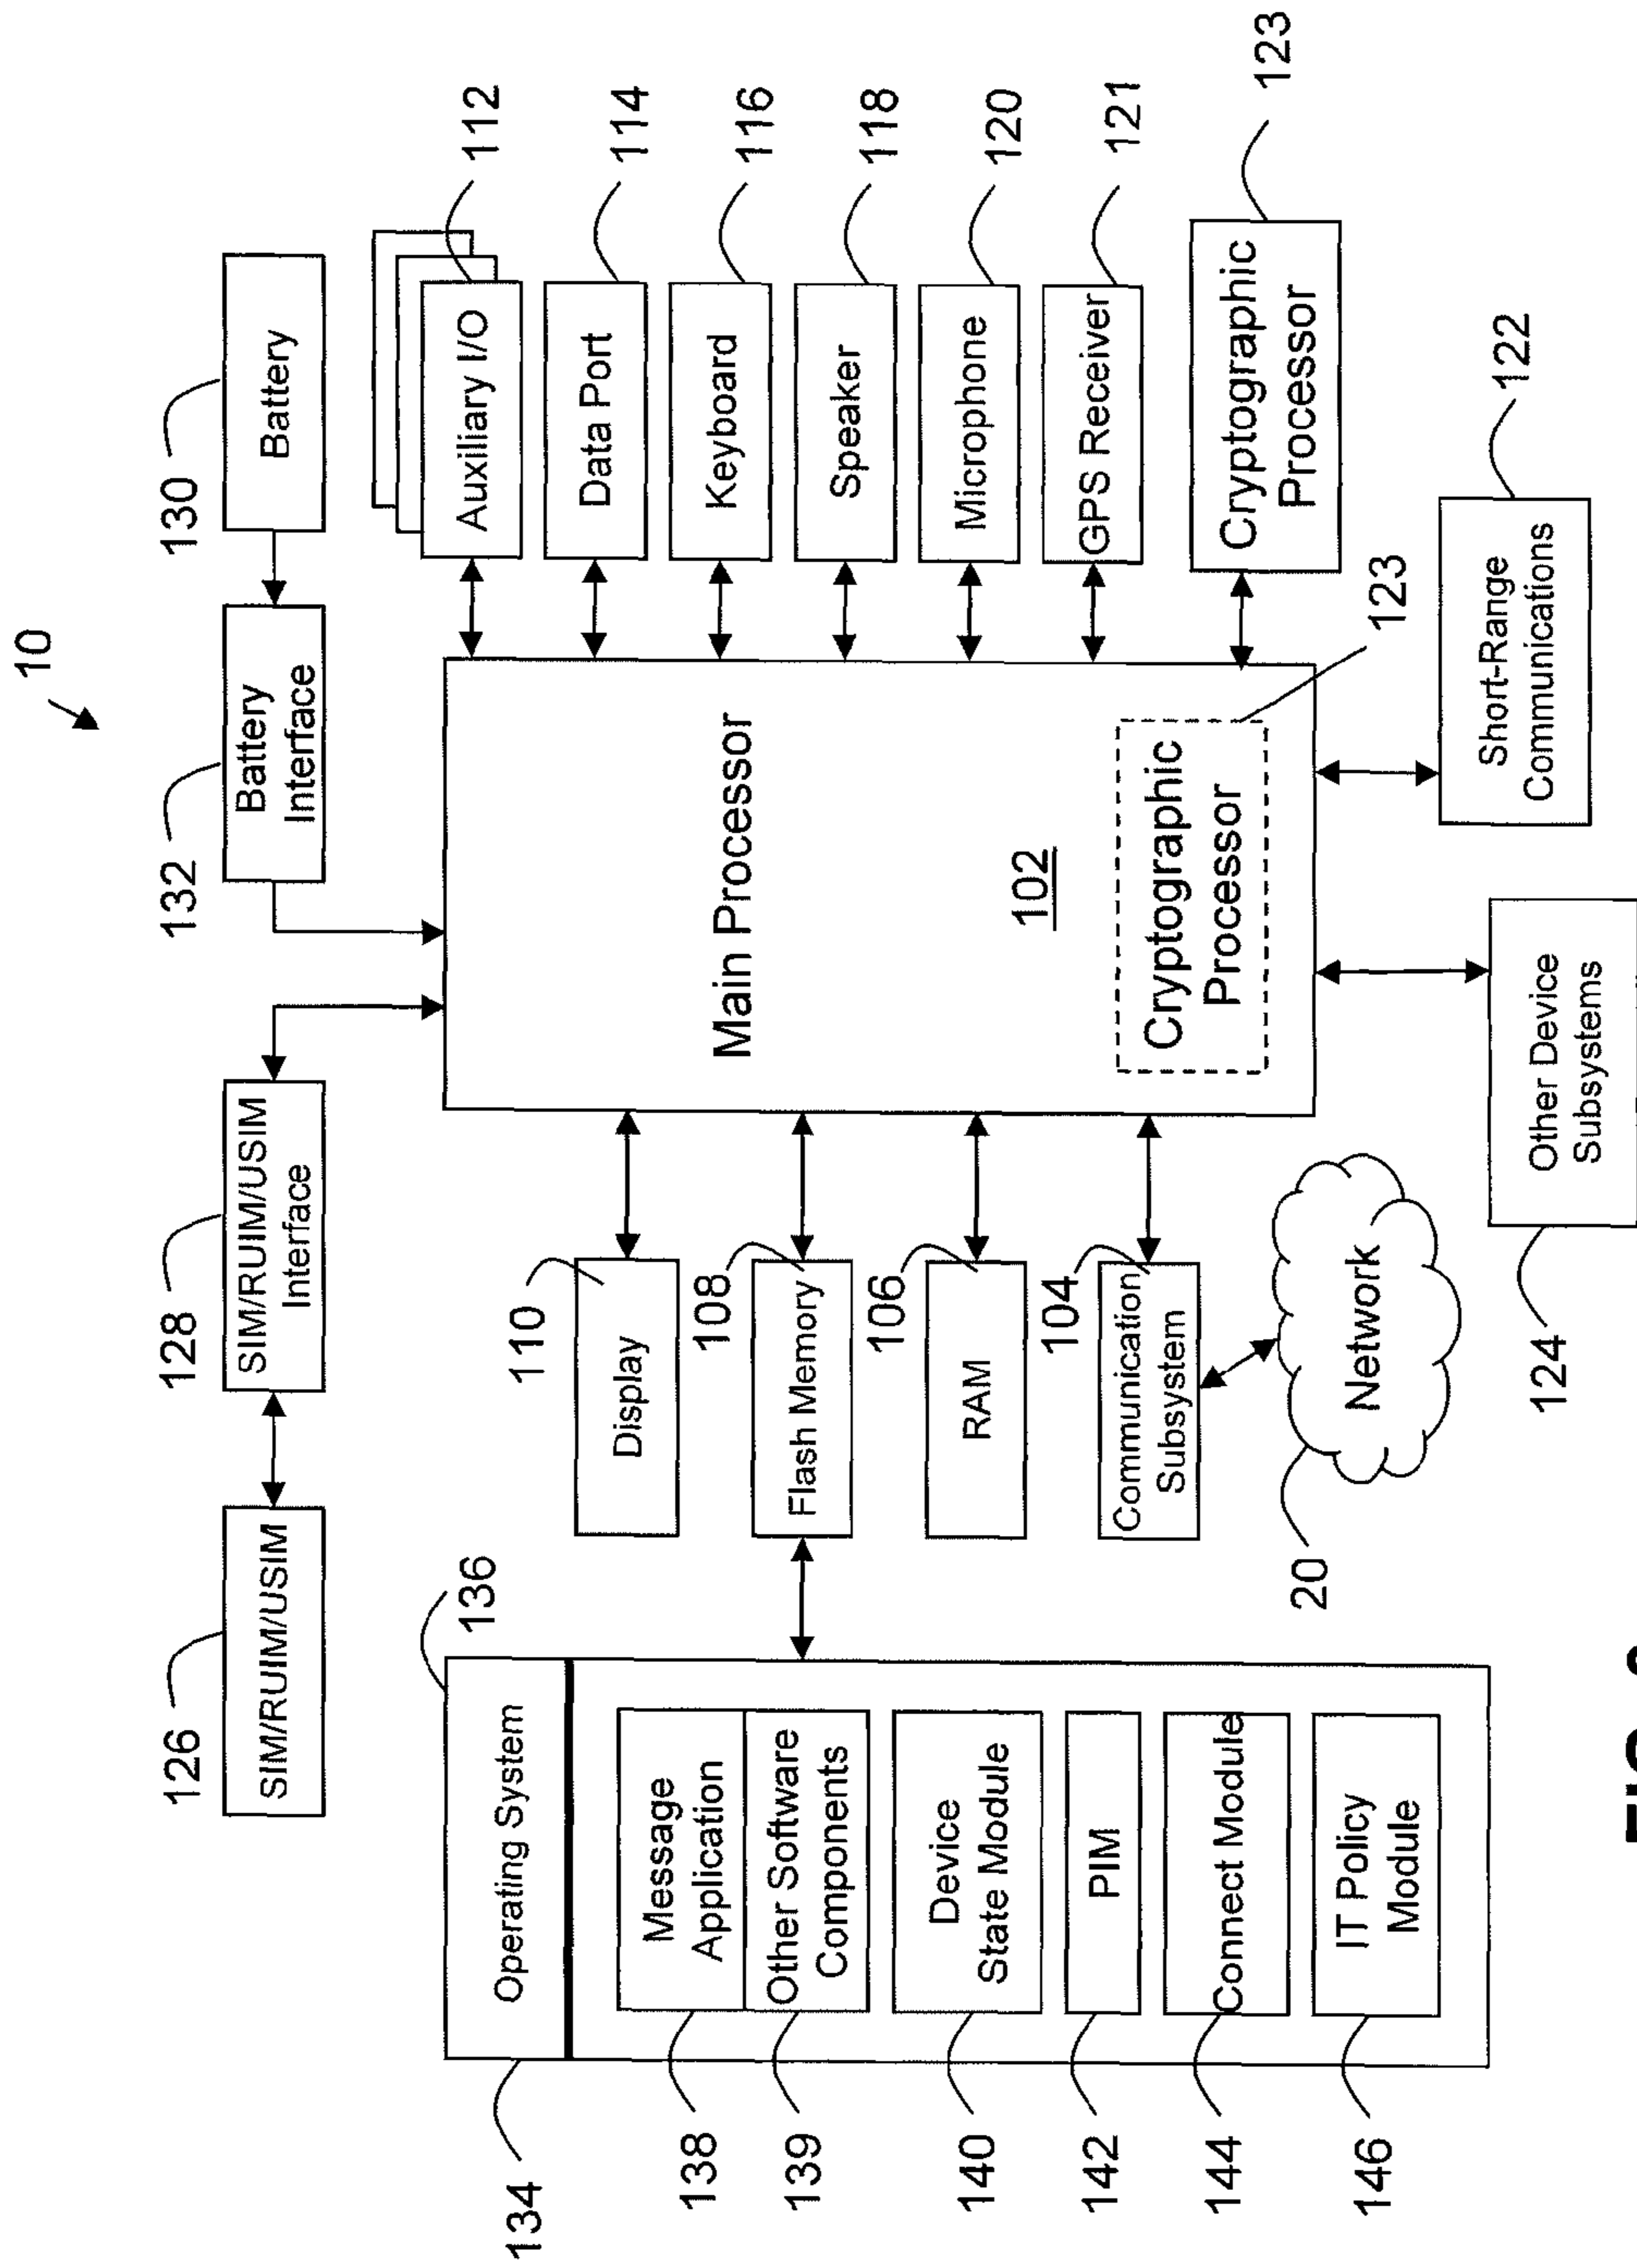 10
126
SIM/RUIM/USIM
128
SIM/RUIM/USIM
Interface
132
Battery
Interface
130
Battery
134
Operating System
136
138
Message
Application
139
Other Software
Components
140
Device
State Module
142
PIM
144
Connect Module
146
IT Policy
Module
110
Display
108
Flash Memory
106
RAM
104
Communication
Subsystem
20
Network
Main Processor
102
Cryptographic
Processor
123
112
Auxiliary I/O
114
Data Port
116
Keyboard
118
Speaker
120
Microphone
121
GPS Receiver
123
Cryptographic
Processor
122
Short-Range
Communications
124
Other Device
Subsystems
FIG.